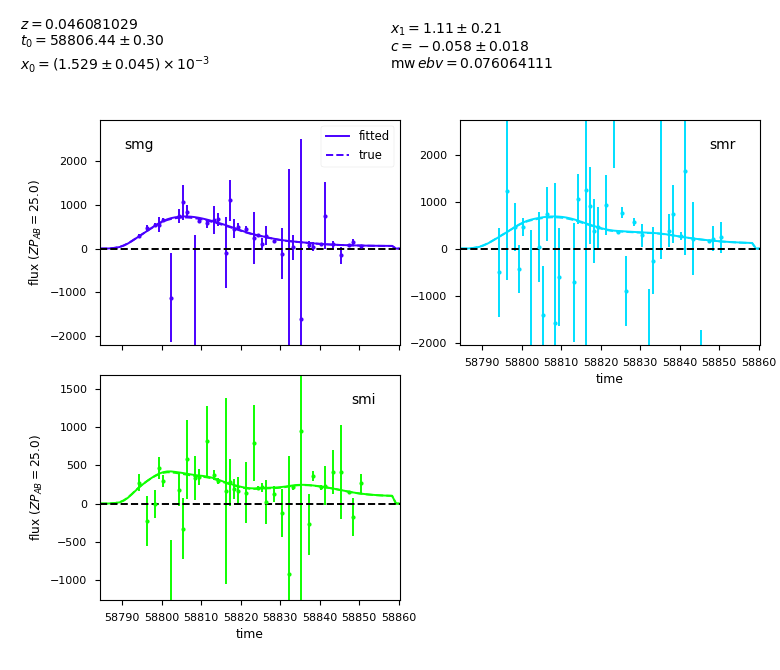 z = 0.046081029
t₀ = 58806.44 ± 0.30
x₀ = (1.529 ± 0.045) × 10⁻³
x₁ = 1.11 ± 0.21
c = −0.058 ± 0.018
mw ebv = 0.076064111
smg
fitted
true
2000
1000
0
−1000
−2000
flux (ZP_AB = 25.0)
smr
2000
1000
0
−1000
−2000
58790 58800 58810 58820 58830 58840 58850 58860
time
smi
1500
1000
500
0
−500
−1000
flux (ZP_AB = 25.0)
58790 58800 58810 58820 58830 58840 58850 58860
time